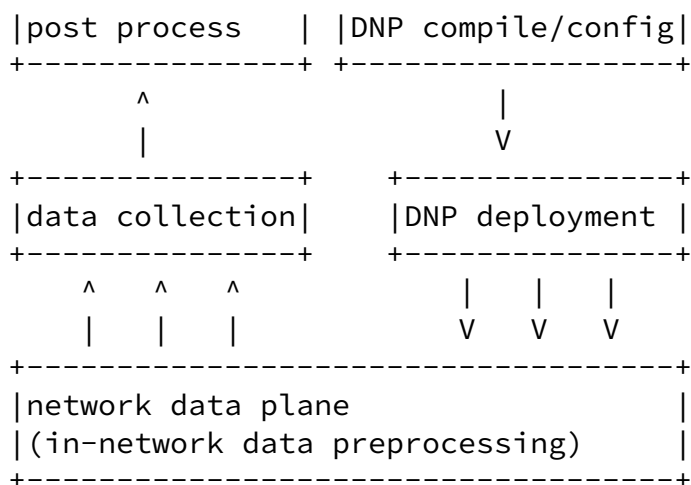 |post process   | |DNP compile/config|
+---------------+ +------------------+
       ^                   |
       |                   V
+---------------+    +---------------+
|data collection|    |DNP deployment |
+---------------+    +---------------+
    ^   ^   ^            |   |   |
    |   |   |            V   V   V
+------------------------------------+
|network data plane                  |
|(in-network data preprocessing)     |
+------------------------------------+